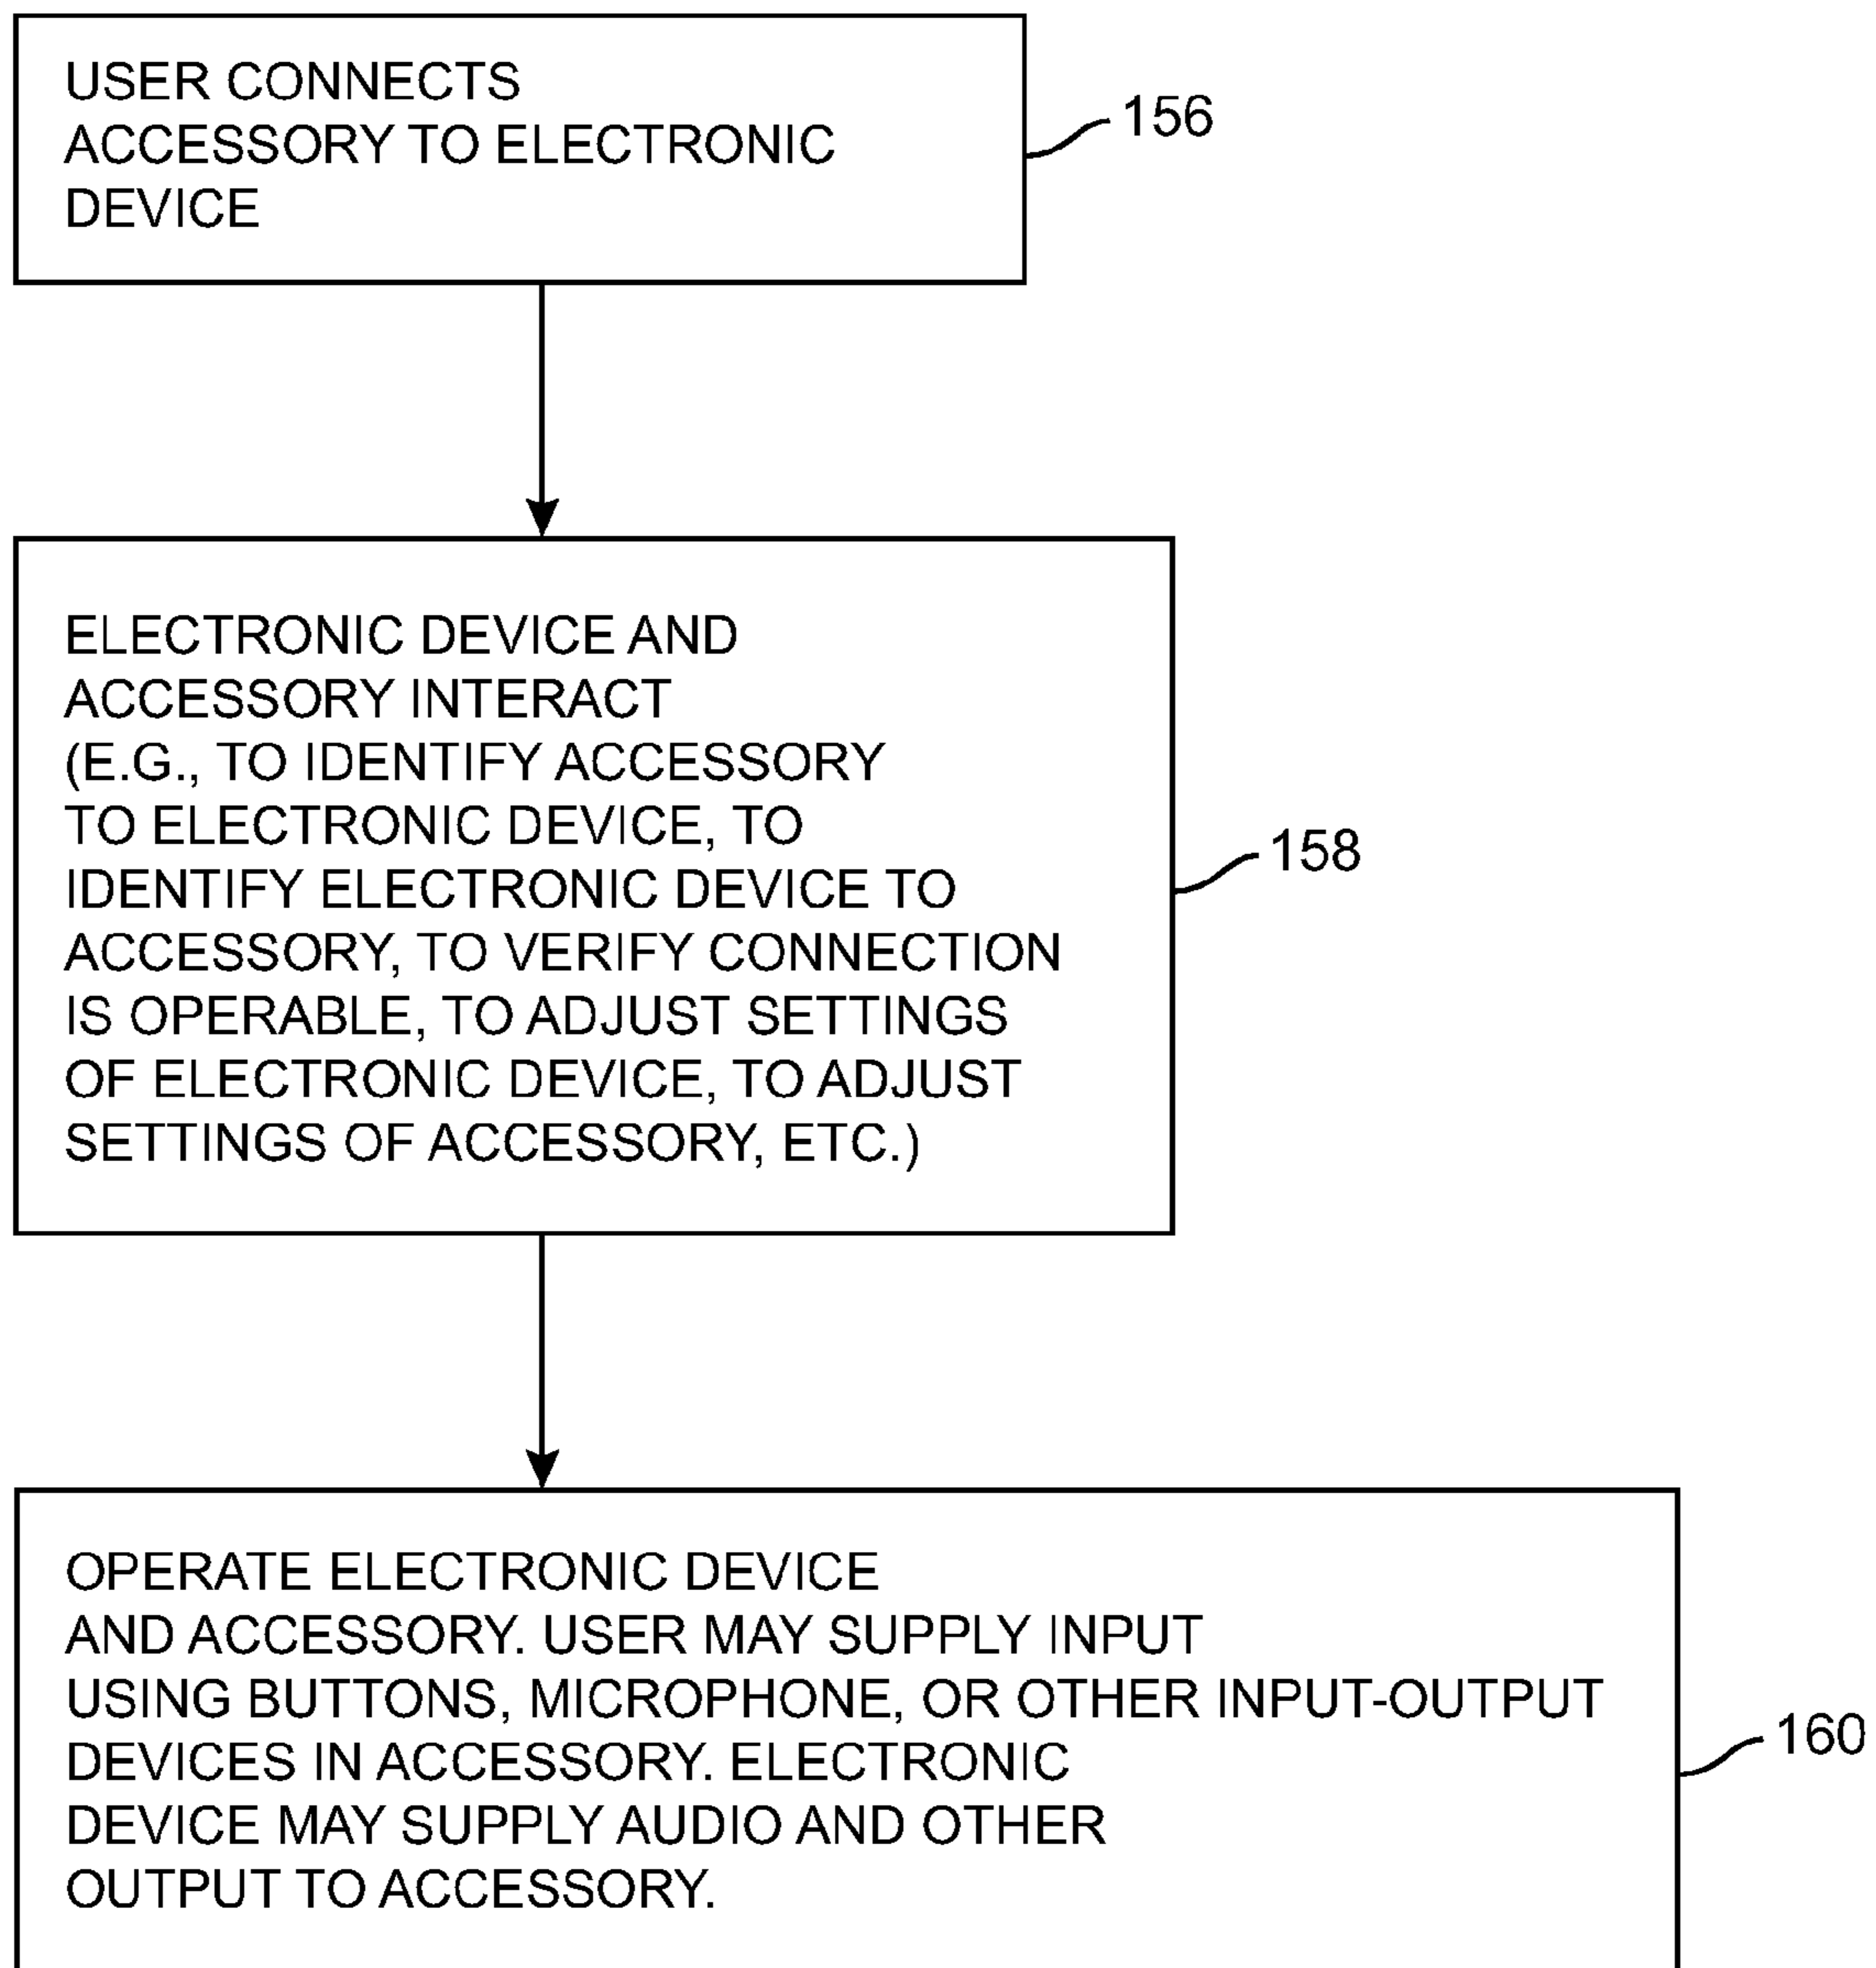 USER CONNECTS
ACCESSORY TO ELECTRONIC
DEVICE
156
ELECTRONIC DEVICE AND
ACCESSORY INTERACT
(E.G., TO IDENTIFY ACCESSORY
TO ELECTRONIC DEVICE, TO
IDENTIFY ELECTRONIC DEVICE TO
ACCESSORY, TO VERIFY CONNECTION
IS OPERABLE, TO ADJUST SETTINGS
OF ELECTRONIC DEVICE, TO ADJUST
SETTINGS OF ACCESSORY, ETC.)
158
OPERATE ELECTRONIC DEVICE
AND ACCESSORY. USER MAY SUPPLY INPUT
USING BUTTONS, MICROPHONE, OR OTHER INPUT-OUTPUT
DEVICES IN ACCESSORY. ELECTRONIC
DEVICE MAY SUPPLY AUDIO AND OTHER
OUTPUT TO ACCESSORY.
160